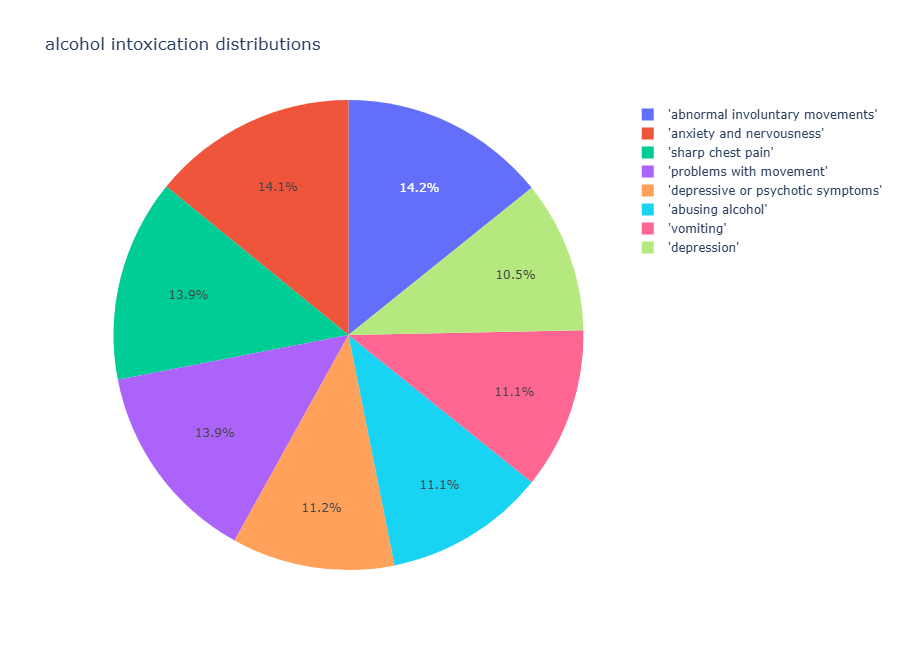 alcohol intoxication distributions
'abnormal involuntary movements'
'anxiety and nervousness'
'sharp chest pain'
'problems with movement'
'depressive or psychotic symptoms'
'abusing alcohol'
'vomiting'
'depression'
14.1%
14.2%
10.5%
13.9%
11.1%
13.9%
11.1%
11.2%